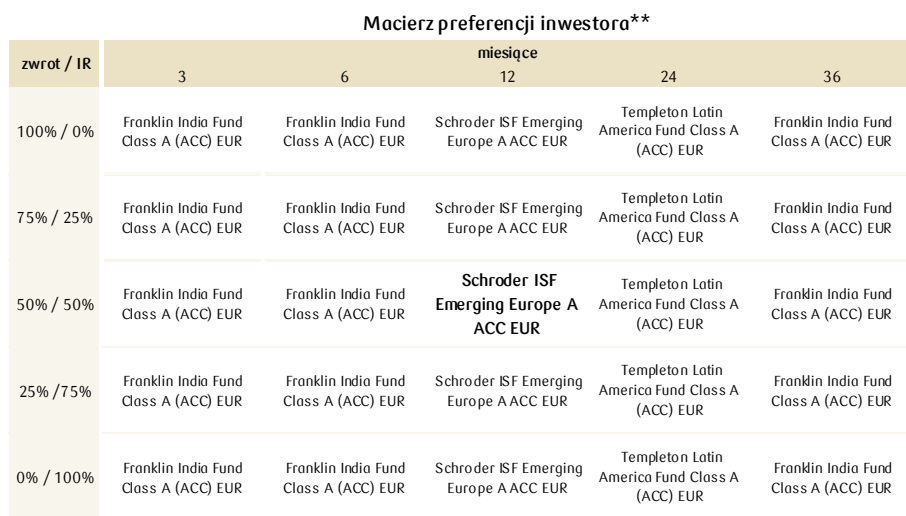 Macierz preferencji inwestora**
zwrot / IR
miesiące
3 6 12 24 36
100% / 0%
Franklin India Fund
Class A (ACC) EUR
Franklin India Fund
Class A (ACC) EUR
Schroder ISF Emerging
Europe A ACC EUR
Templeton Latin
America Fund Class A
(ACC) EUR
Franklin India Fund
Class A (ACC) EUR
75% / 25%
Franklin India Fund
Class A (ACC) EUR
Franklin India Fund
Class A (ACC) EUR
Schroder ISF Emerging
Europe A ACC EUR
Templeton Latin
America Fund Class A
(ACC) EUR
Franklin India Fund
Class A (ACC) EUR
50% / 50%
Franklin India Fund
Class A (ACC) EUR
Franklin India Fund
Class A (ACC) EUR
Schroder ISF
Emerging Europe A
ACC EUR
Templeton Latin
America Fund Class A
(ACC) EUR
Franklin India Fund
Class A (ACC) EUR
25% /75%
Franklin India Fund
Class A (ACC) EUR
Franklin India Fund
Class A (ACC) EUR
Schroder ISF Emerging
Europe A ACC EUR
Templeton Latin
America Fund Class A
(ACC) EUR
Franklin India Fund
Class A (ACC) EUR
0% / 100%
Franklin India Fund
Class A (ACC) EUR
Franklin India Fund
Class A (ACC) EUR
Schroder ISF Emerging
Europe A ACC EUR
Templeton Latin
America Fund Class A
(ACC) EUR
Franklin India Fund
Class A (ACC) EUR